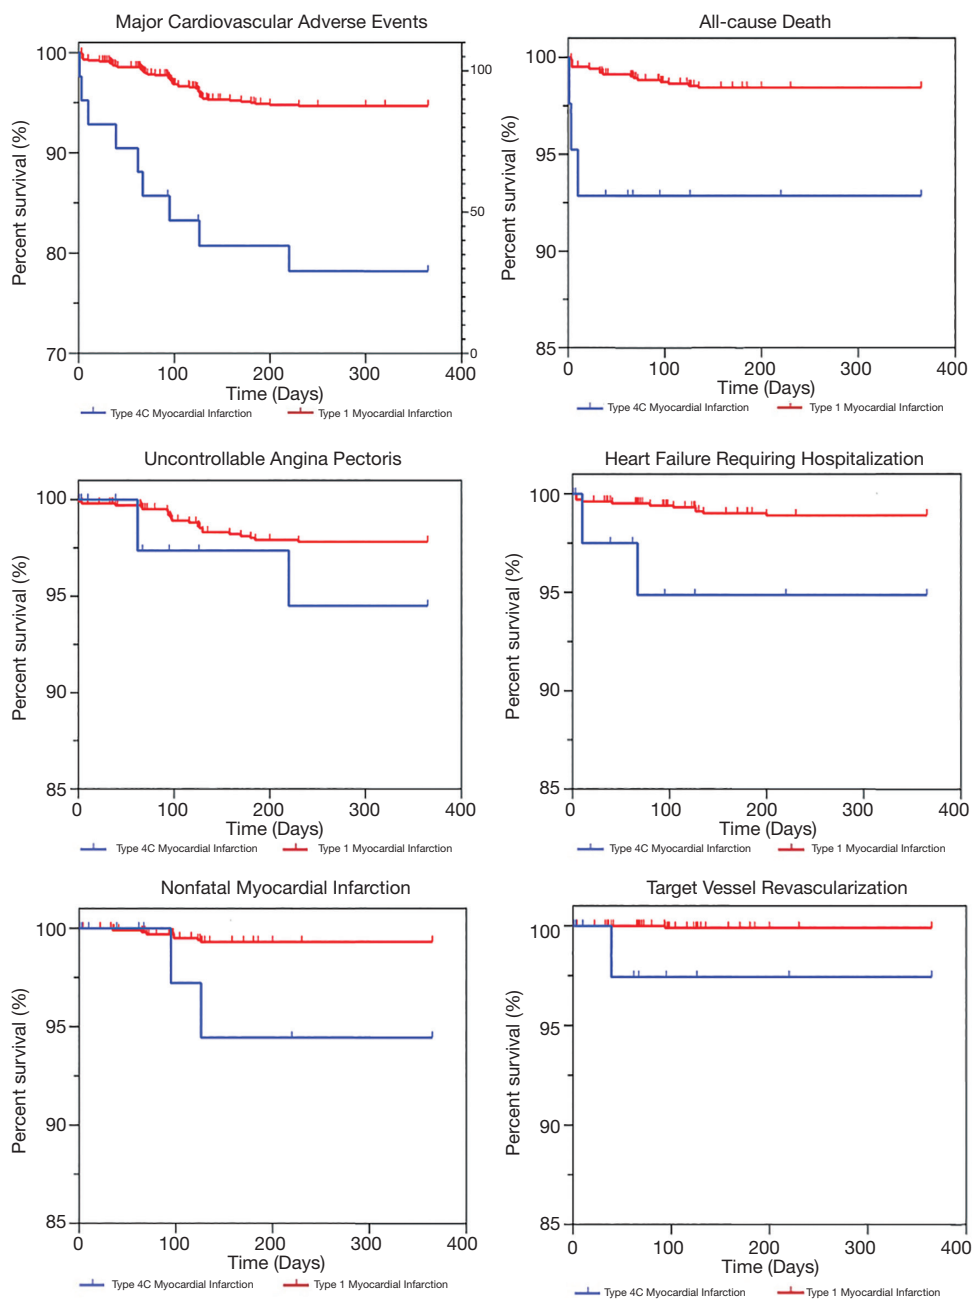 Major Cardiovascular Adverse Events
100
90
80
70
Percent survival (%)
100
50
0
0 100 200 300 400
Time (Days)
Type 4C Myocardial Infarction Type 1 Myocardial Infarction
All-cause Death
100
95
90
85
Percent survival (%)
0 100 200 300 400
Time (Days)
Type 4C Myocardial Infarction Type 1 Myocardial Infarction
Uncontrollable Angina Pectoris
100
95
90
85
Percent survival (%)
0 100 200 300 400
Time (Days)
Type 4C Myocardial Infarction Type 1 Myocardial Infarction
Heart Failure Requiring Hospitalization
100
95
90
85
Percent survival (%)
0 100 200 300 400
Time (Days)
Type 4C Myocardial Infarction Type 1 Myocardial Infarction
Nonfatal Myocardial Infarction
100
95
90
85
Percent survival (%)
0 100 200 300 400
Time (Days)
Type 4C Myocardial Infarction Type 1 Myocardial Infarction
Target Vessel Revascularization
100
95
90
85
Percent survival (%)
0 100 200 300 400
Time (Days)
Type 4C Myocardial Infarction Type 1 Myocardial Infarction